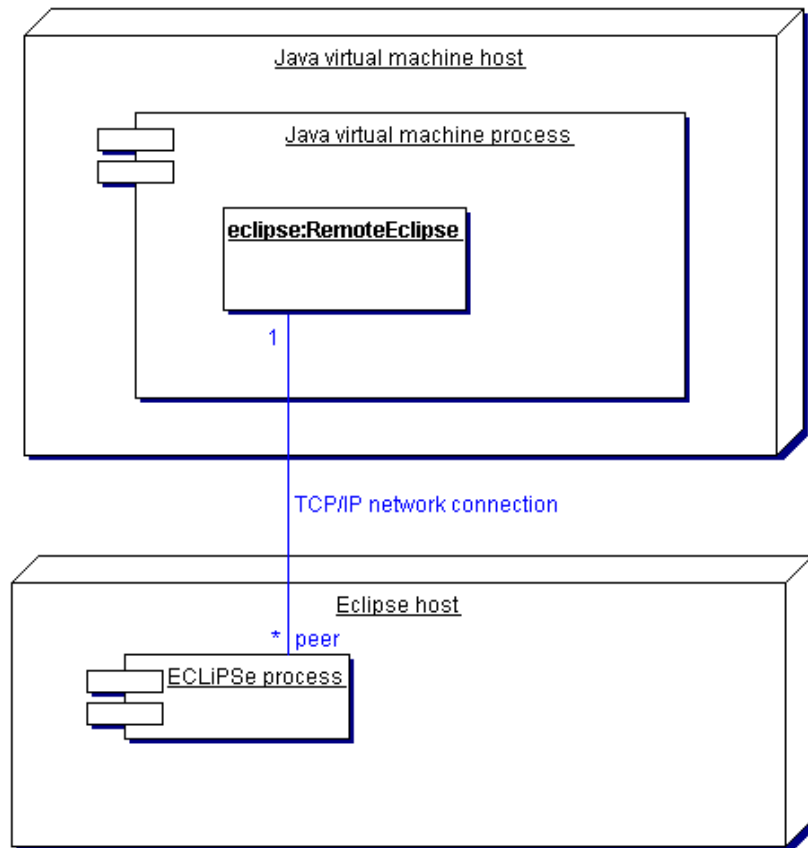 Java virtual machine host
Java virtual machine process
eclipse:RemoteEclipse
1
TCP/IP network connection
Eclipse host
* peer
ECLiPSe process